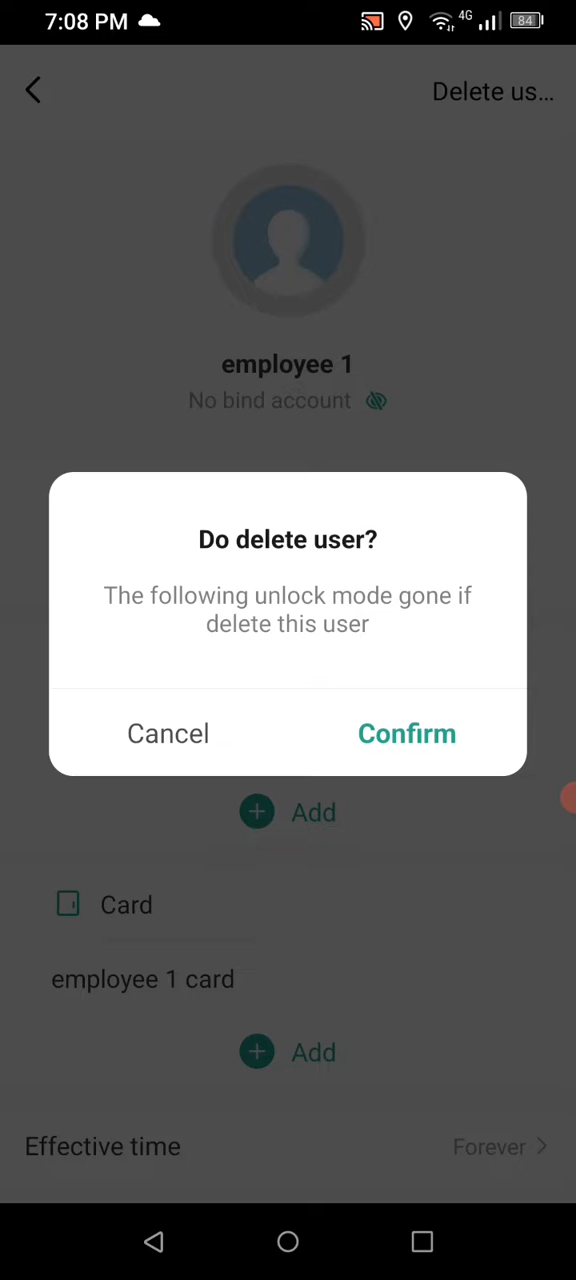 7:08 PM
4G
84
Delete us...
employee 1
No bind account
Do delete user?
The following unlock mode gone if
delete this user
Cancel
Confirm
Add
Card
employee 1 card
Add
Effective time
Forever